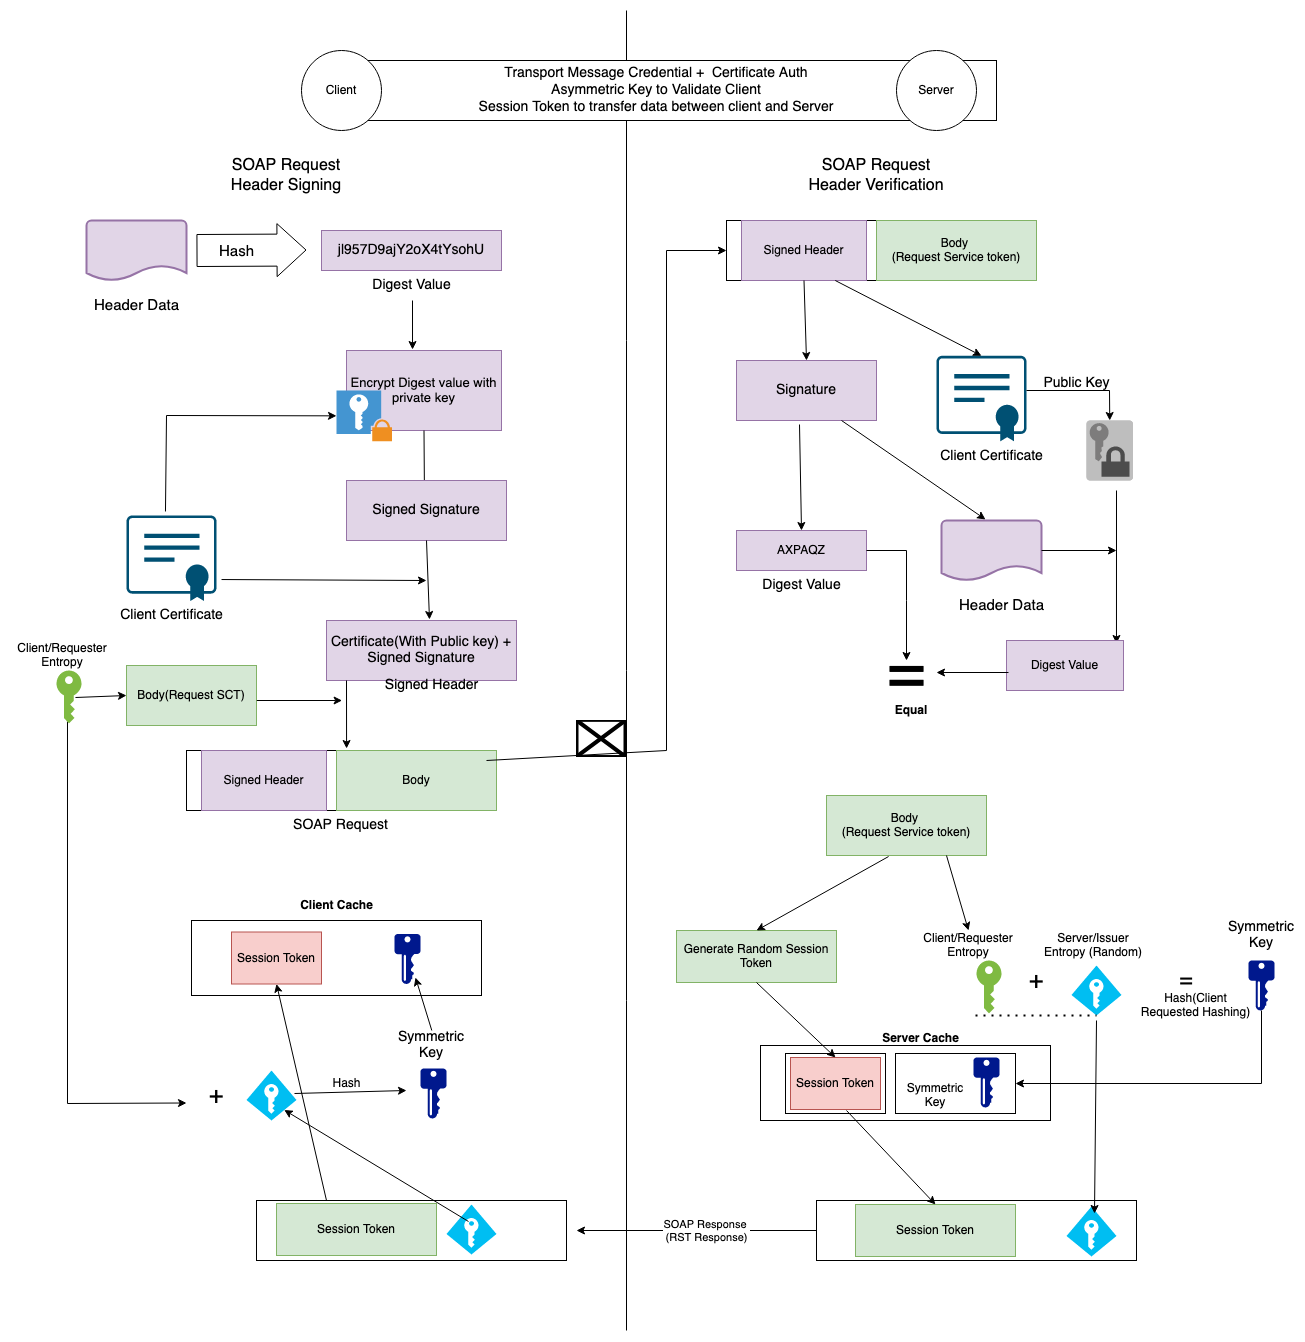 Client
Transport Message Credential + Certificate Auth
Asymmetric Key to Validate Client
Session Token to transfer data between client and Server
Server
SOAP Request
Header Signing
Hash
jl957D9ajY2oX4tYsohU
Header Data
Digest Value
Encrypt Digest value with
private key
Signed Signature
Client Certificate
Certificate(With Public key) +
Signed Signature
Signed Header
Client/Requester
Entropy
Body(Request SCT)
Signed Header
Body
SOAP Request
SOAP Request
Header Verification
Signed Header
Body
(Request Service token)
Signature
Public Key
Client Certificate
AXPAQZ
Digest Value
Header Data
Digest Value
Equal
Body
(Request Service token)
Generate Random Session
Token
Client/Requester
Entropy
+
Server/Issuer
Entropy (Random)
=
Hash(Client
Requested Hashing)
Symmetric
Key
Server Cache
Session Token
Symmetric
Key
Session Token
SOAP Response
(RST Response)
Client Cache
Session Token
Symmetric
Key
+
Hash
Session Token